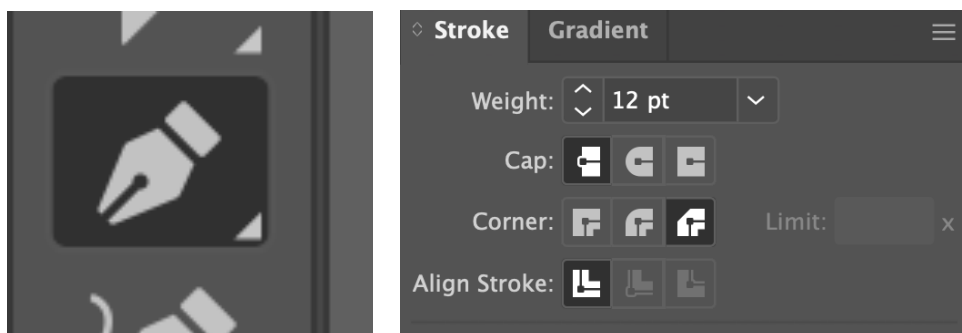 Stroke Gradient
Weight: 12 pt
Cap:
Corner: Limit: x
Align Stroke: